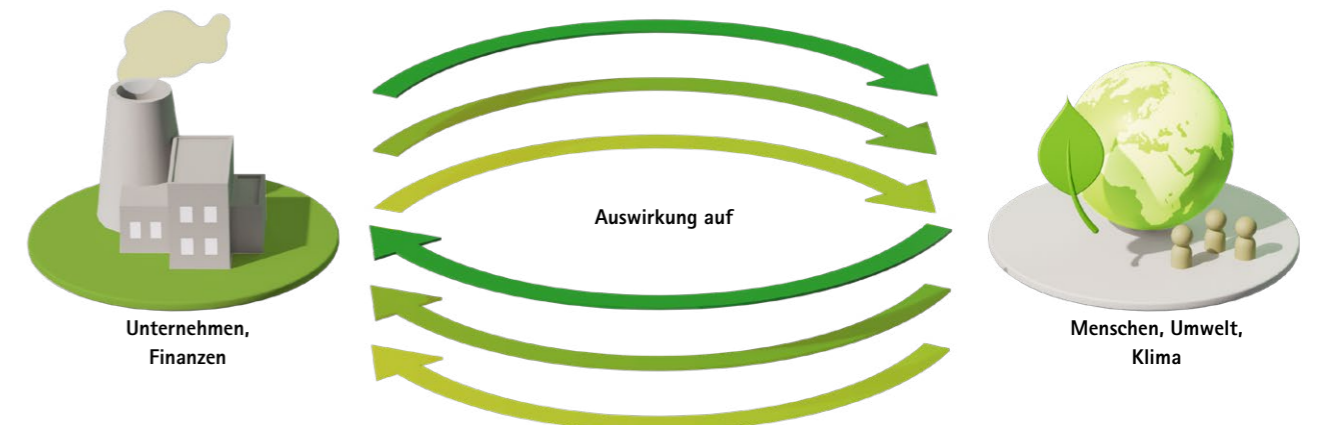 Auswirkung auf
Unternehmen,
Finanzen
Menschen, Umwelt,
Klima